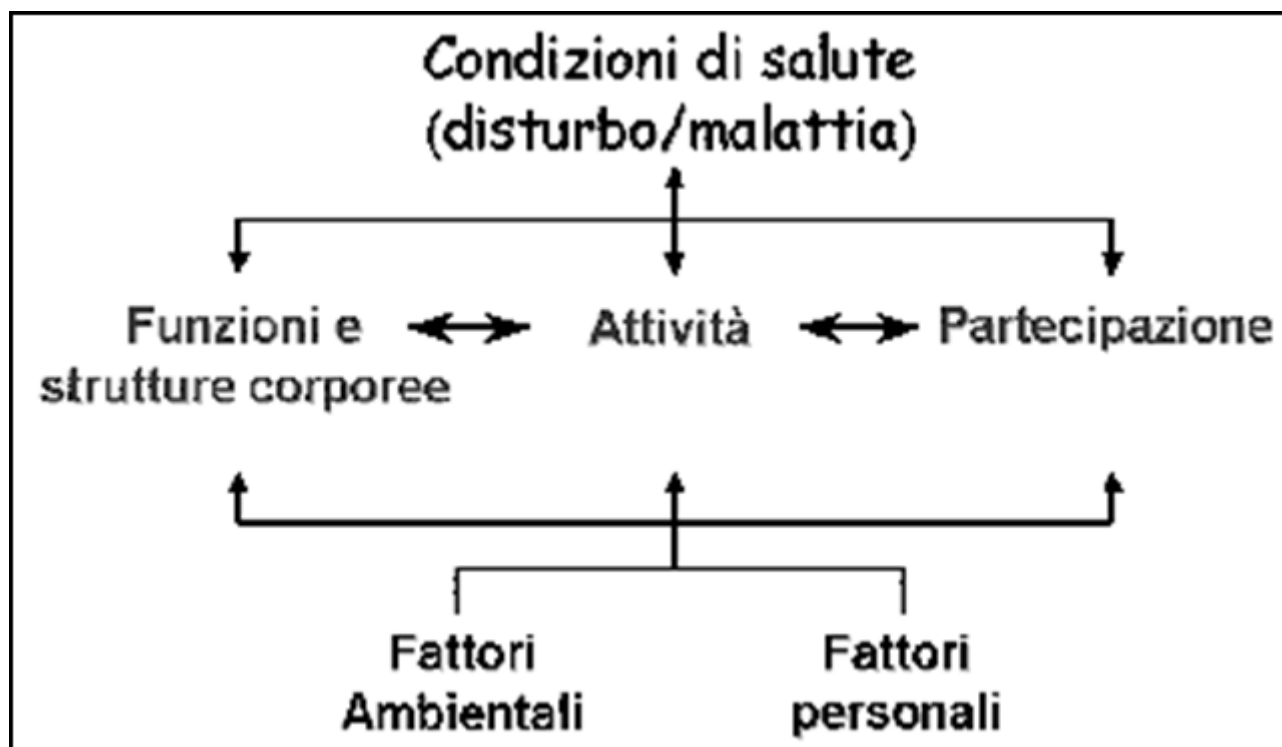 Condizioni di salute
(disturbo/malattia)
Funzioni e
strutture corporee
Attività
Partecipazione
Fattori
Ambientali
Fattori
personali